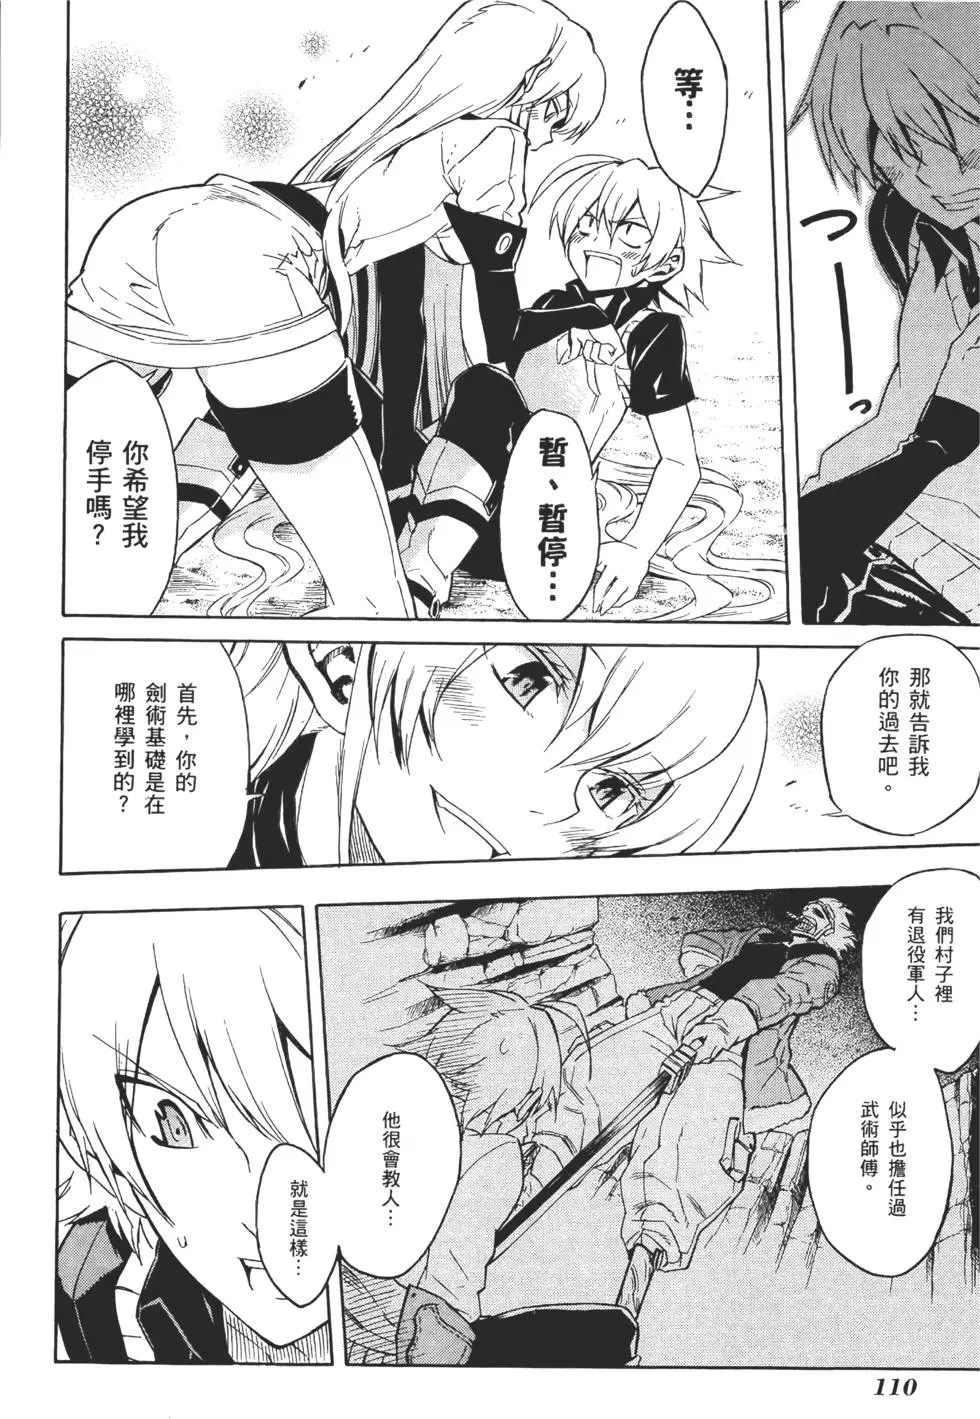 っーっ
等…
暫、暫停…
你希望我
停手嗎？
那就告訴我
你的過去吧。
首先，你的
劍術基礎是在
哪裡學到的？
我們村子裡
有退役軍人…
似乎也擔任過
武術師傅。
他很會教人…
就是這樣…
110